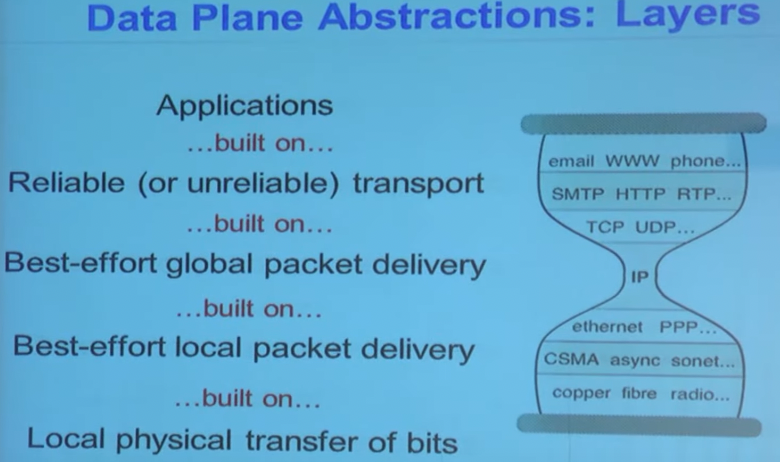 Data Plane Abstractions: Layers
Applications
...built on...
Reliable (or unreliable) transport
...built on...
Best-effort global packet delivery
...built on...
Best-effort local packet delivery
...built on...
Local physical transfer of bits
email WWW phone...
SMTP HTTP RTP...
TCP UDP...
IP
ethernet PPP...
CSMA async sonet...
copper fibre radio...